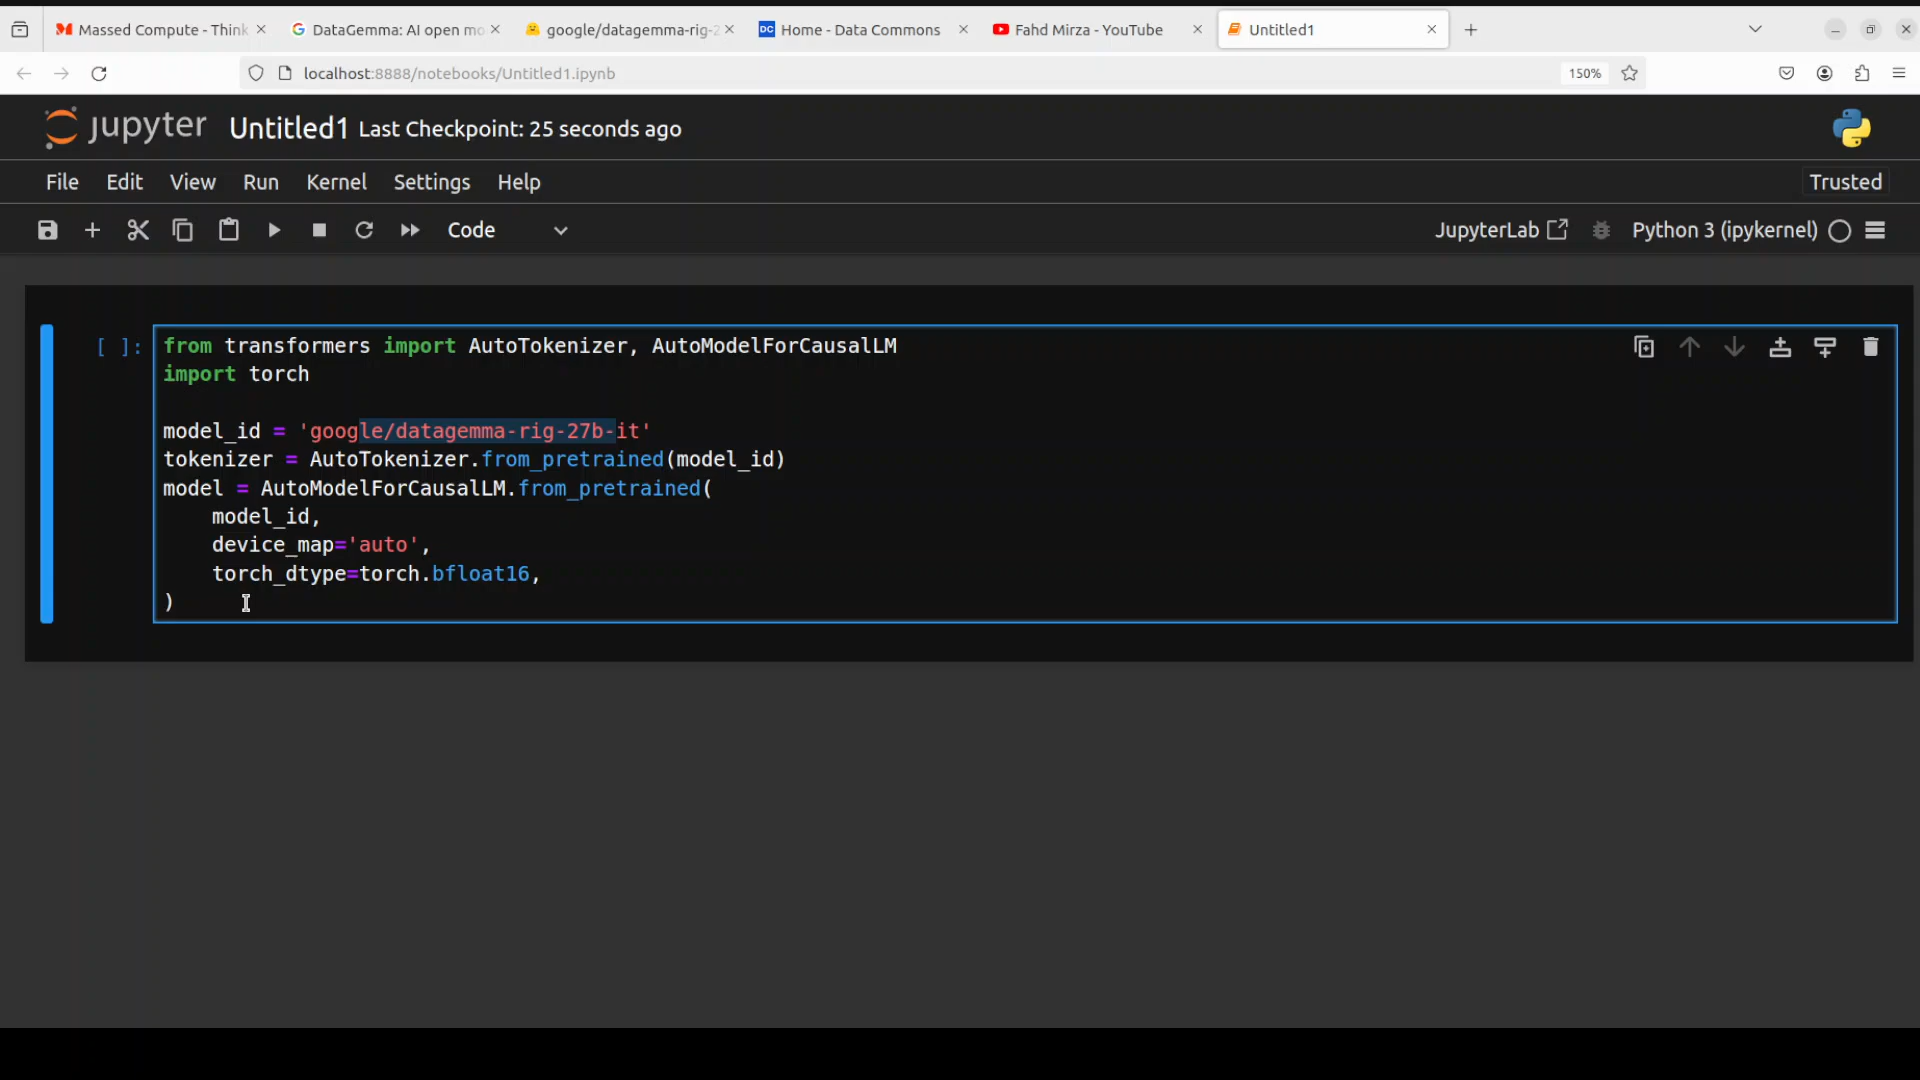 Massed Compute - Think
DataGemma: AI open mo
google/datagemma-rig-2
DC
Home - Data Commons
Fahd Mirza - YouTube
Untitled1
localhost:8888/notebooks/Untitled1.ipynb
150%
jupyter
Untitled1 Last Checkpoint: 25 seconds ago
File Edit View Run Kernel Settings Help
Trusted
Code
JupyterLab
Python 3 (ipykernel)
[ ]:
from transformers import AutoTokenizer, AutoModelForCausalLM
import torch
model_id = 'google/datagemma-rig-27b-it'
tokenizer = AutoTokenizer.from_pretrained(model_id)
model = AutoModelForCausalLM.from_pretrained(
    model_id,
    device_map='auto',
    torch_dtype=torch.bfloat16,
)